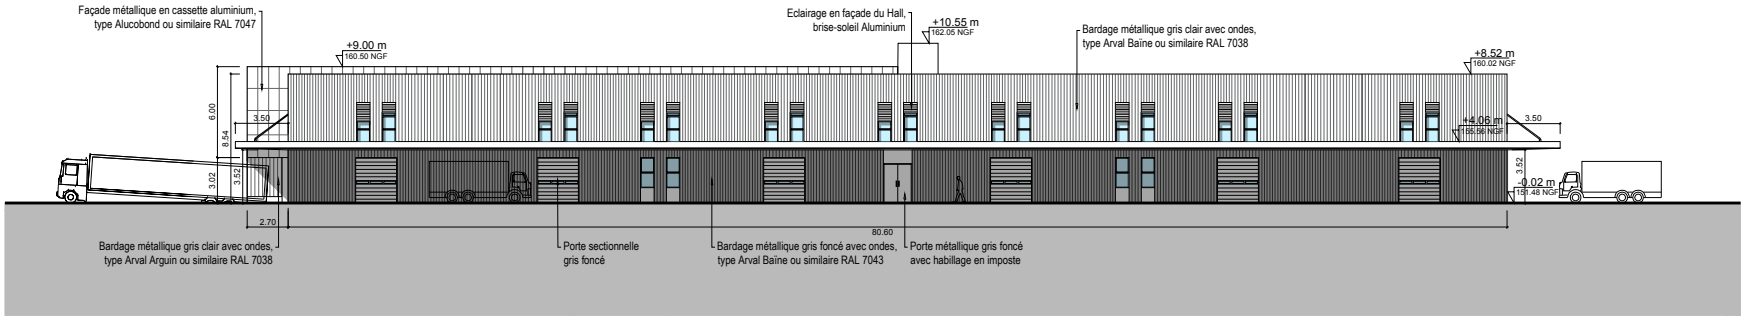 Façade métallique en cassette aluminium,
type Alucobond ou similaire RAL 7047
Eclairage en façade du Hall,
brise-soleil Aluminium
+10.55 m
162.05 NGF
Bardage métallique gris clair avec ondes,
type Arval Baïne ou similaire RAL 7038
+9.00 m
160.50 NGF
+8.52 m
160.02 NGF
6.00
8.54
3.50
+4.06 m
155.56 NGF
3.50
3.02
3.52
3.52
-0.02 m
151.48 NGF
2.70
80.60
Bardage métallique gris clair avec ondes,
type Arval Arguin ou similaire RAL 7038
Porte sectionnelle
gris foncé
Bardage métallique gris foncé avec ondes,
type Arval Baïne ou similaire RAL 7043
Porte métallique gris foncé
avec habillage en imposte